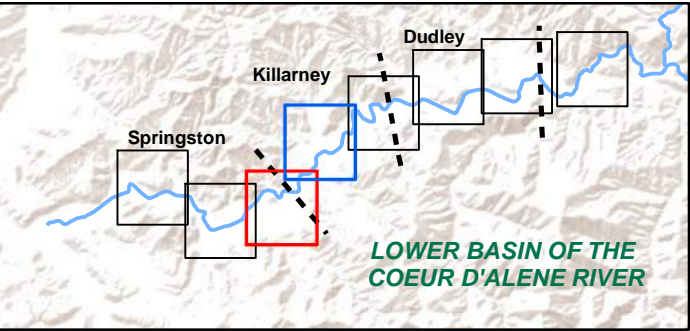 Dudley
Killarney
Springston
LOWER BASIN OF THE
COEUR D'ALENE RIVER